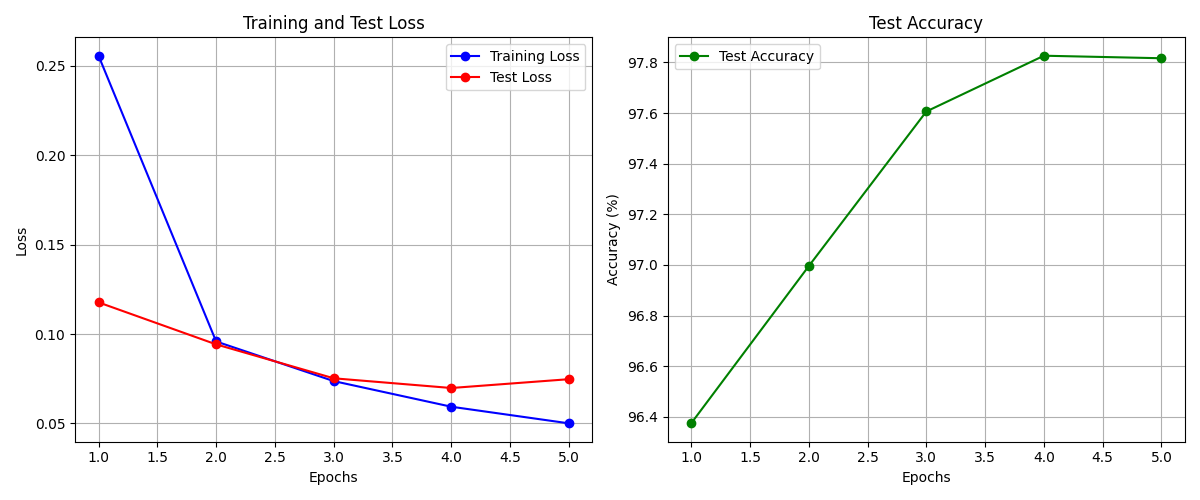 Training and Test Loss
Training Loss
Test Loss
0.25
0.20
0.15
0.10
0.05
Loss
1.0 1.5 2.0 2.5 3.0 3.5 4.0 4.5 5.0
Epochs
Test Accuracy
Test Accuracy
97.8
97.6
97.4
97.2
97.0
96.8
96.6
96.4
Accuracy (%)
1.0 1.5 2.0 2.5 3.0 3.5 4.0 4.5 5.0
Epochs